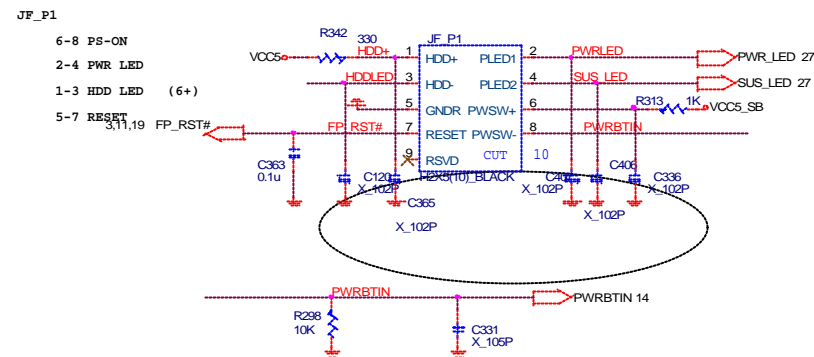 JF_P1
6-8 PS-ON
2-4 PWR LED
1-3 HDD LED (6+)
5-7 RESET
R342
330
JF_P1
VCC5
HDD+
1
HDD+
PLED1
2
PWRLED
PWR_LED 27
HDDLED
3
HDD-
PLED2
4
SUS_LED
SUS_LED 27
5
GNDR
PWSW+
6
R313
1K
VCC5_SB
3,11,19 FP_RST#
FP_RST#
7
RESET
PWSW-
8
PWRBTIN
9
RSVD
CUT
10
H2X5(10)_BLACK
C363
0.1u
C120
X_102P
C365
X_102P
X_102P
C406
X_102P
C336
X_102P
PWRBTIN
PWRBTIN 14
R298
10K
C331
X_105P